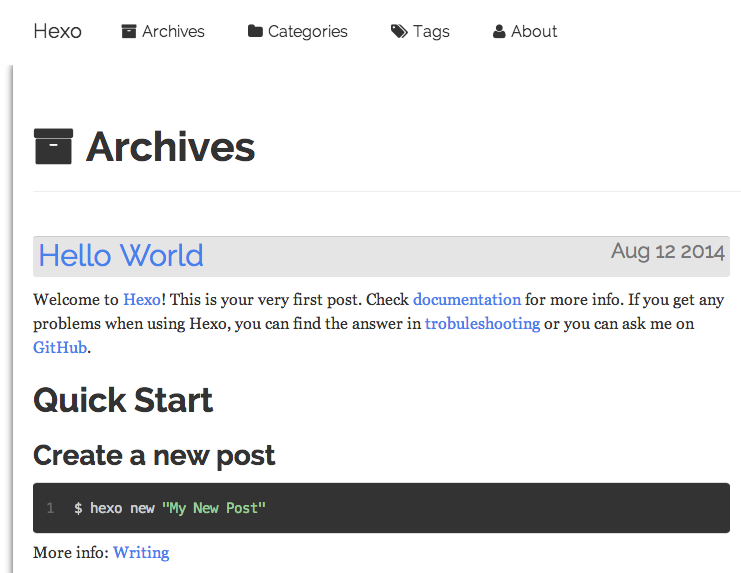 Hexo Archives Categories Tags About
Archives
Hello World Aug 12 2014
Welcome to Hexo! This is your very first post. Check documentation for more info. If you get any
problems when using Hexo, you can find the answer in trobuleshooting or you can ask me on
GitHub.
Quick Start
Create a new post
1 $ hexo new "My New Post"
More info: Writing